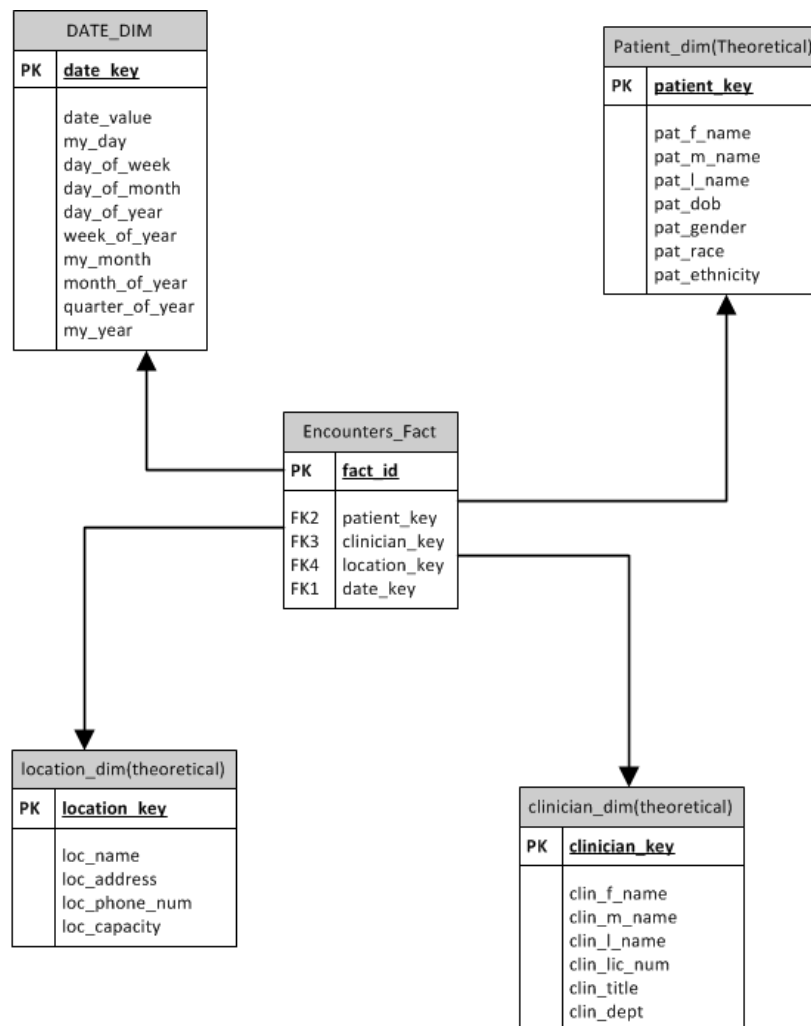 DATE_DIM
PK date_key
date_value
my_day
day_of_week
day_of_month
day_of_year
week_of_year
my_month
month_of_year
quarter_of_year
my_year
Patient_dim(Theoretical)
PK patient_key
pat_f_name
pat_m_name
pat_l_name
pat_dob
pat_gender
pat_race
pat_ethnicity
Encounters_Fact
PK fact_id
FK2 patient_key
FK3 clinician_key
FK4 location_key
FK1 date_key
location_dim(theoretical)
PK location_key
loc_name
loc_address
loc_phone_num
loc_capacity
clinician_dim(theoretical)
PK clinician_key
clin_f_name
clin_m_name
clin_l_name
clin_lic_num
clin_title
clin_dept